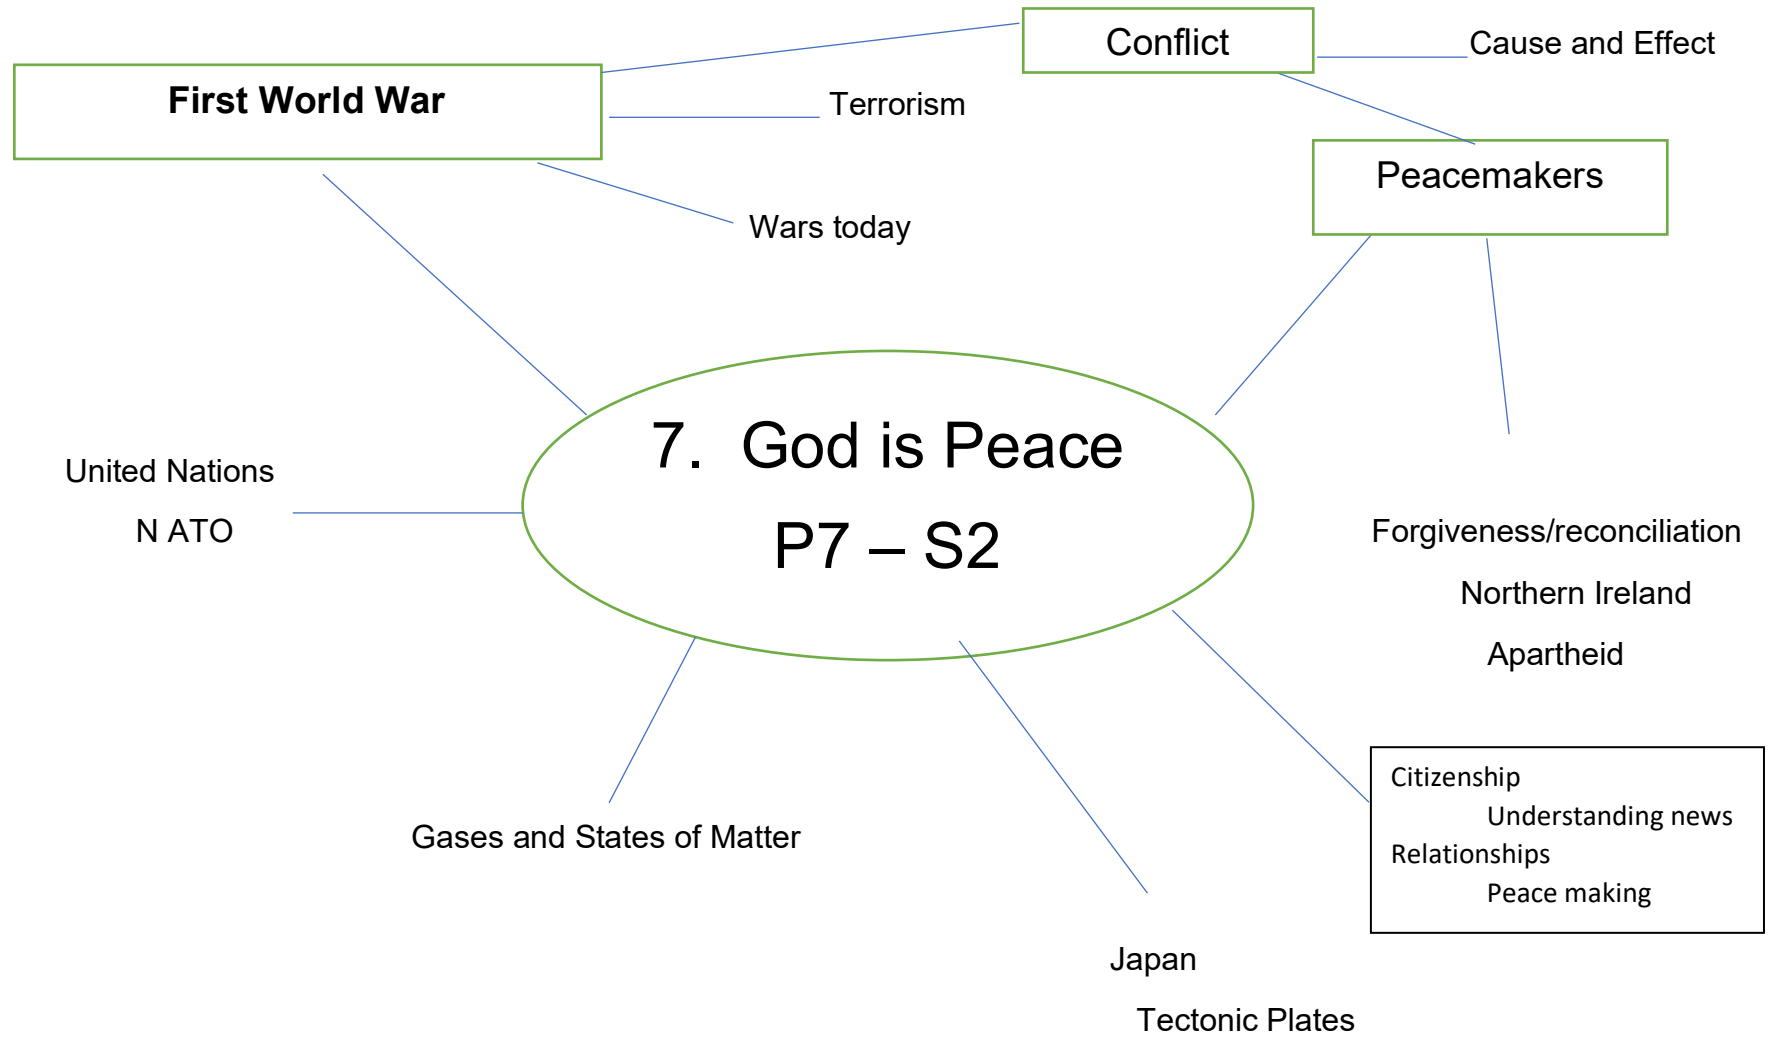 Conflict
Cause and Effect
First World War
Terrorism
Peacemakers
Wars today
7. God is Peace
P7 – S2
United Nations
N ATO
Forgiveness/reconciliation
Northern Ireland
Apartheid
Gases and States of Matter
Citizenship
Understanding news
Relationships
Peace making
Japan
Tectonic Plates